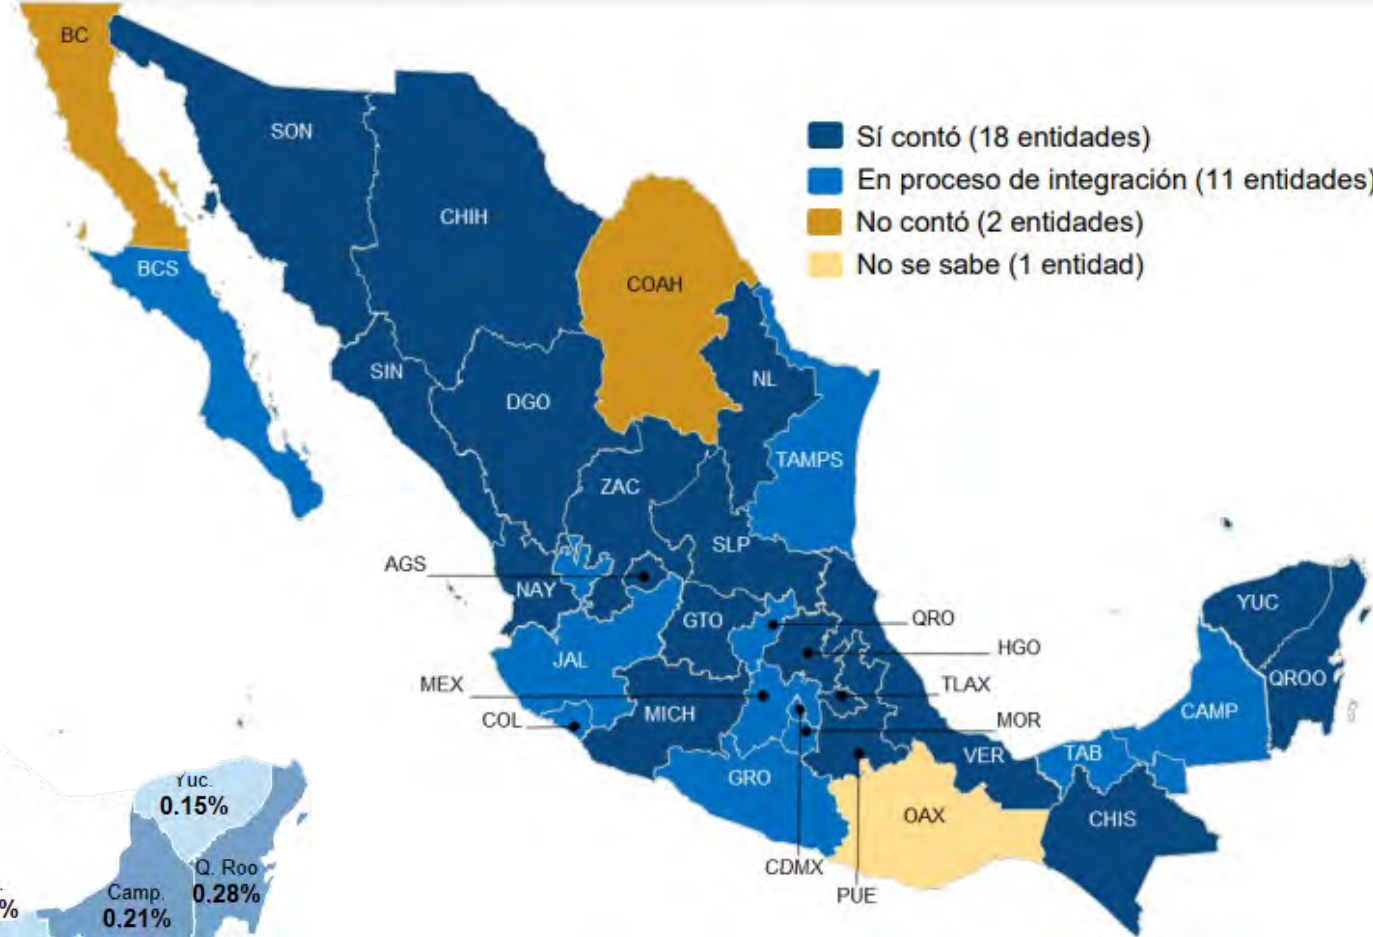 BC
SON
CHIH
Sí contó (18 entidades)
En proceso de integración (11 entidades)
No contó (2 entidades)
No se sabe (1 entidad)
BCS
COAH
SIN
NL
DGO
TAMPS
ZAC
SLP
AGS
NAY
GTO
QRO
HGO
JAL
MEX
TLAX
COL
MICH
MOR
YUC
QROO
CAMP
VER
TAB
GRO
OAX
CHIS
CDMX
PUE
Yuc.
0.15%
Q. Roo
0.28%
Camp.
0.21%
%